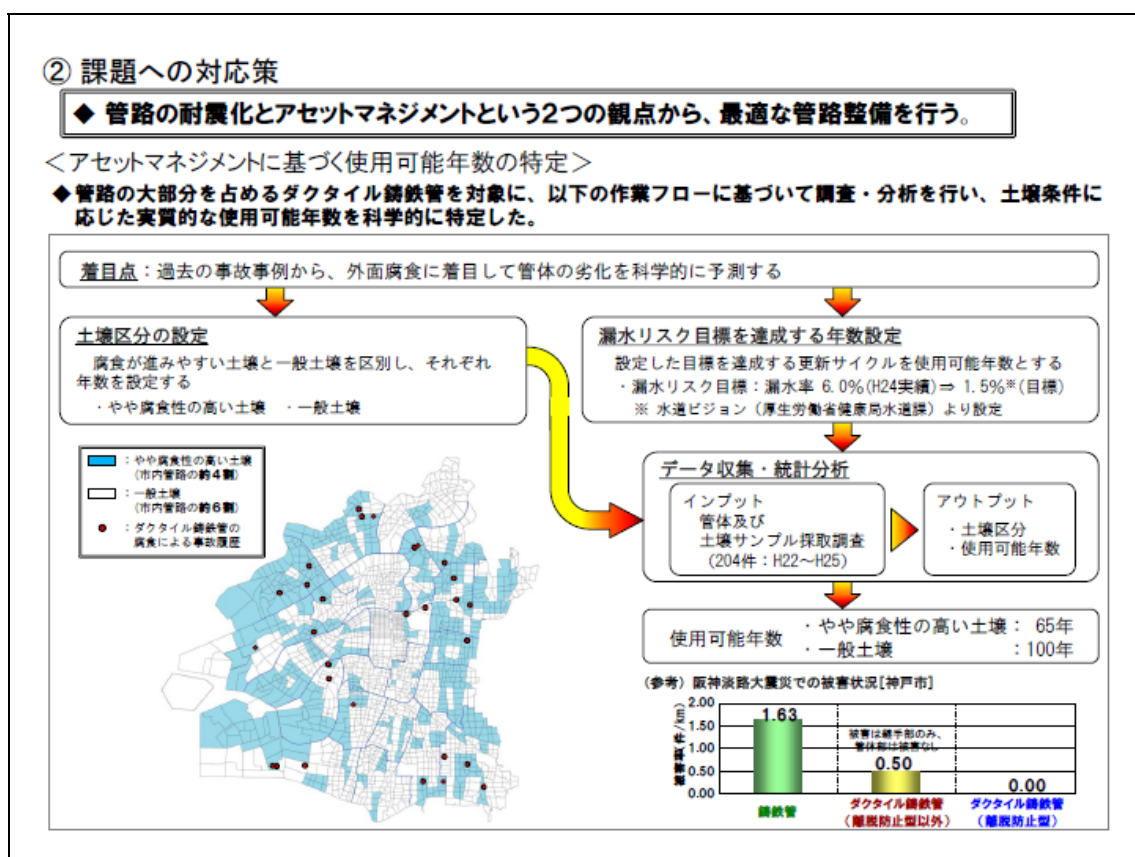 ② 課題への対応策
◆ 管路の耐震化とアセットマネジメントという2つの観点から、最適な管路整備を行う。
<アセットマネジメントに基づく使用可能年数の特定>
◆管路の大部分を占めるダクタイル鋳鉄管を対象に、以下の作業フローに基づいて調査・分析を行い、土壌条件に
応じた実質的な使用可能年数を科学的に特定した。
着目点：過去の事故事例から、外面腐食に着目して管体の劣化を科学的に予測する
土壌区分の設定
腐食が進みやすい土壌と一般土壌を区別し、それぞれ
年数を設定する
・やや腐食性の高い土壌 ・一般土壌
漏水リスク目標を達成する年数設定
設定した目標を達成する更新サイクルを使用可能年数とする
・漏水リスク目標：漏水率 6.0%(H24実績)⇒ 1.5%※(目標)
※ 水道ビジョン（厚生労働省健康局水道課）より設定
：やや腐食性の高い土壌
(市内管路の約4割)
：一般土壌
(市内管路の約6割)
：ダクタイル鋳鉄管の
腐食による事故履歴
データ収集・統計分析
インプット
管体及び
土壌サンプル採取調査
(204件：H22～H25)
アウトプット
・土壌区分
・使用可能年数
使用可能年数
・やや腐食性の高い土壌： 65年
・一般土壌 ：100年
(参考) 阪神淡路大震災での被害状況[神戸市]
被害率(件/km)
2.00
1.50
1.00
0.50
0.00
1.63
被害は継手部のみ、
管体部は被害なし
0.50
0.00
鋳鉄管
ダクタイル鋳鉄管
(離脱防止型以外)
ダクタイル鋳鉄管
(離脱防止型)